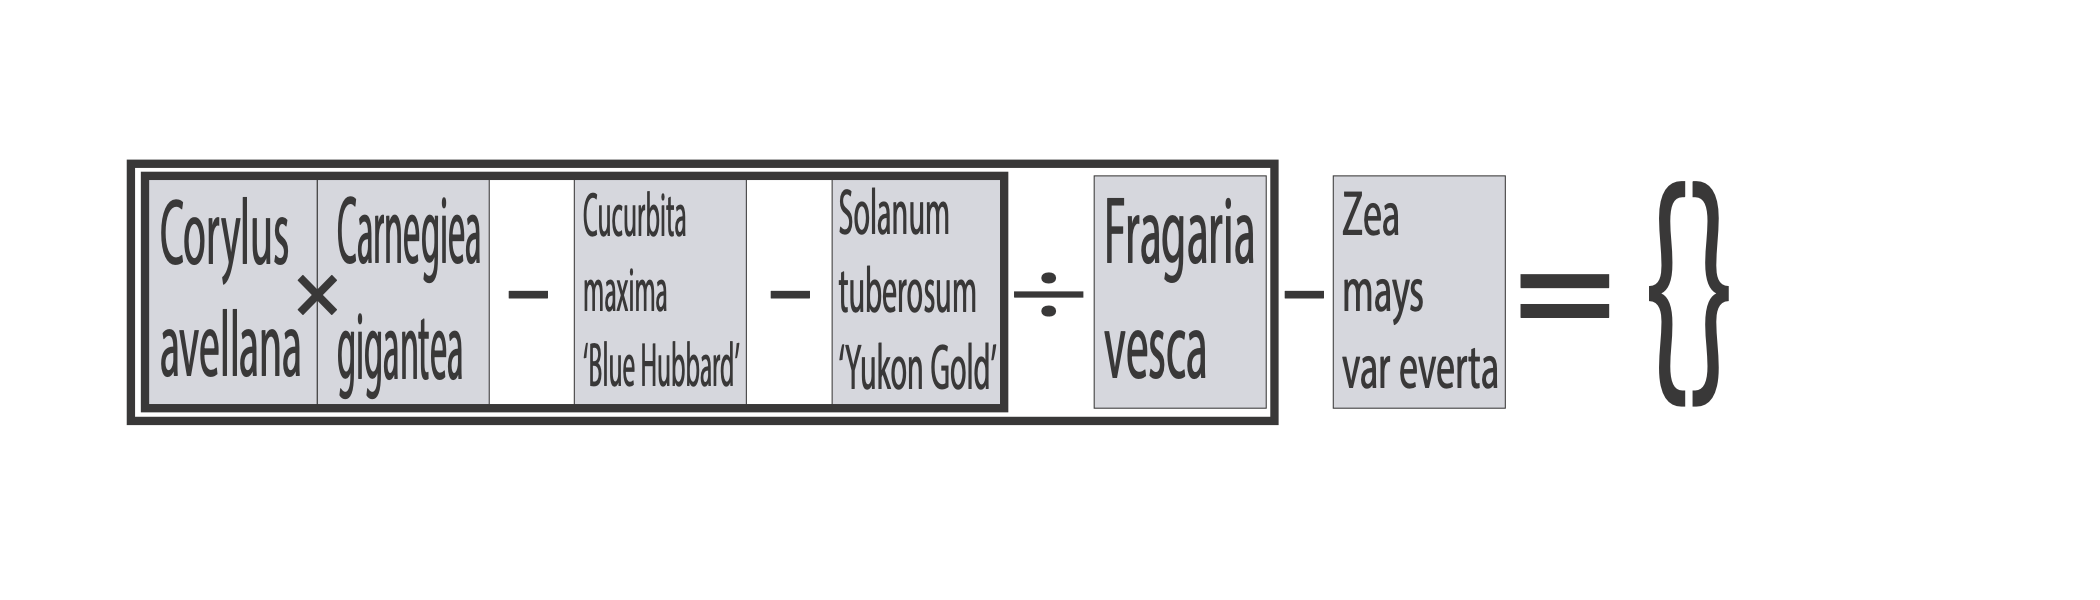 Corylus
avellana
×
Carnegiea
gigantea
−
Cucurbita
maxima
‘Blue Hubbard’
−
Solanum
tuberosum
‘Yukon Gold’
÷
Fragaria
vesca
−
Zea
mays
var everta
=
{}